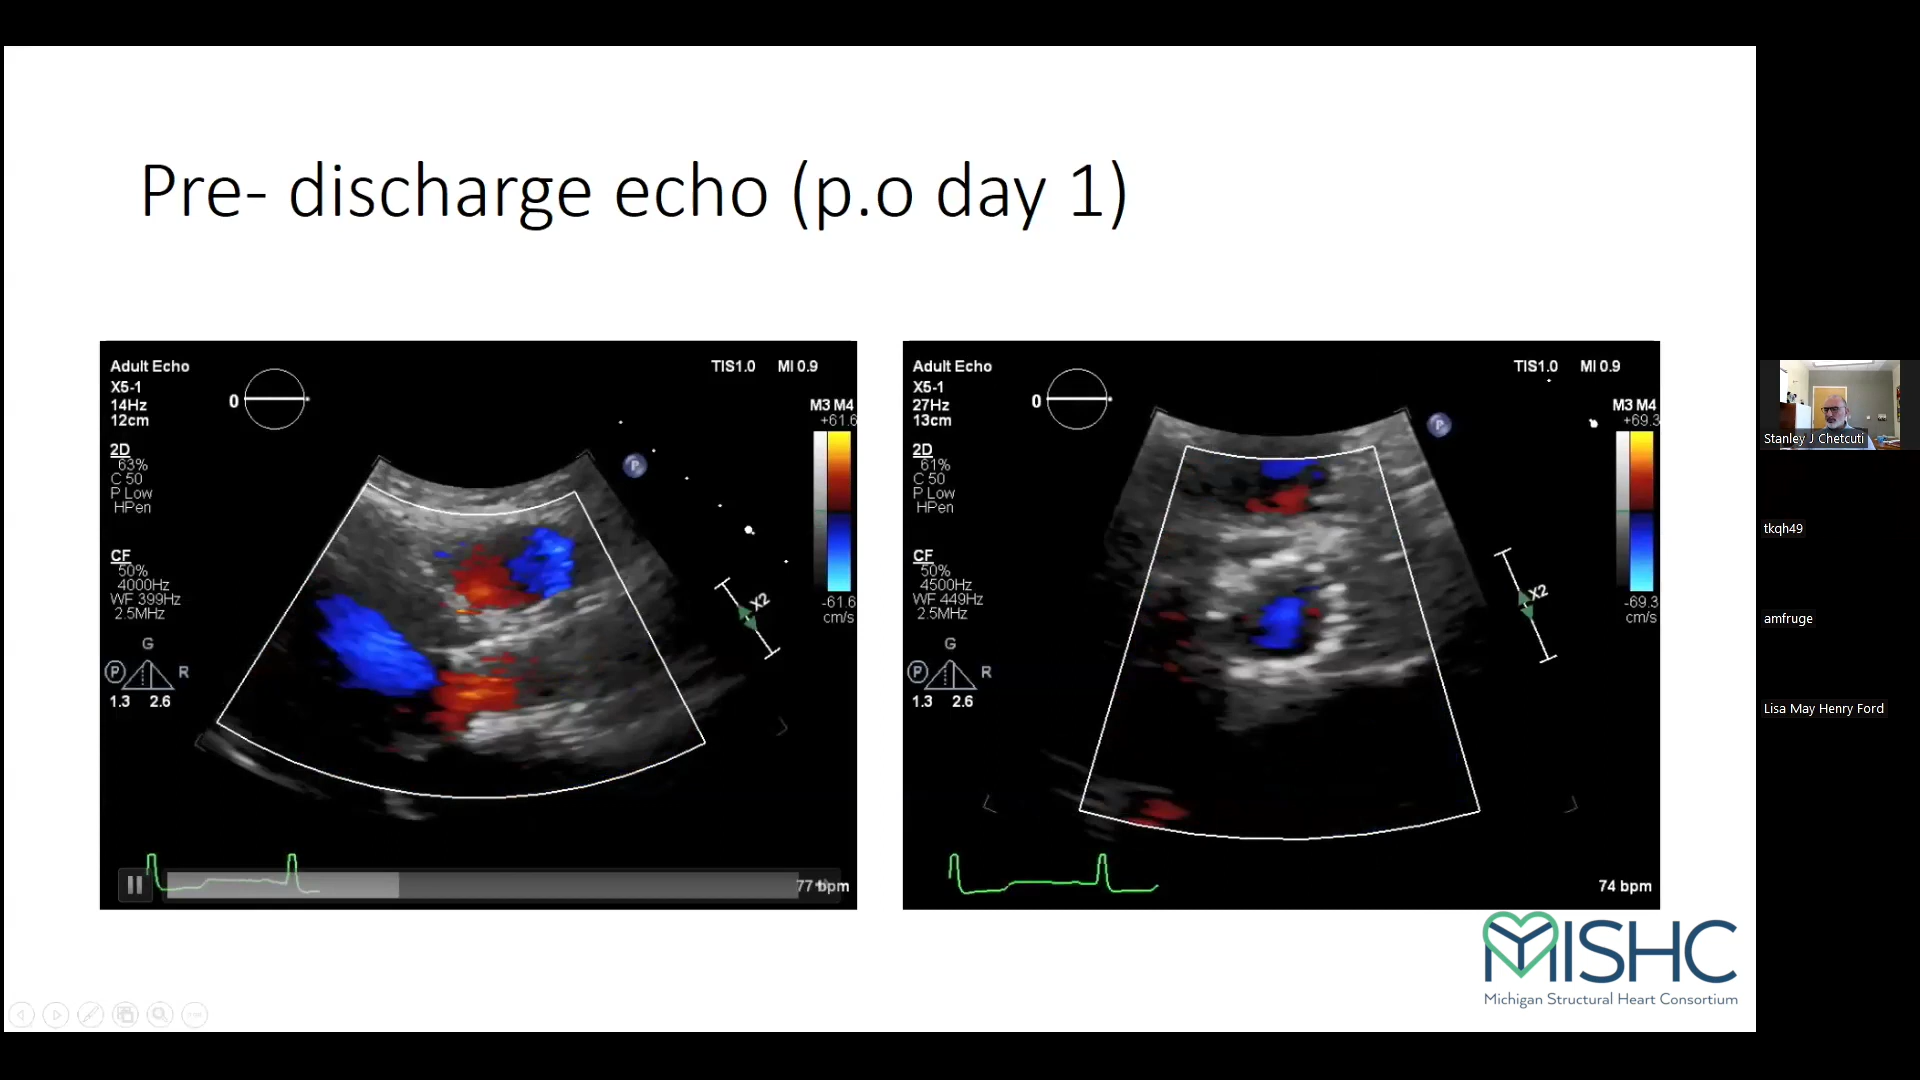 Pre- discharge echo (p.o day 1)
Adult Echo
X5-1
14Hz
12cm
2D
63%
C 50
P Low
HPen
CF
50%
4000Hz
WF 399Hz
2.5MHz
0
TIS1.0 MI 0.9
M3 M4
+61.6
-61.6
cm/s
P
X2
G
P R
1.3 2.6
77 bpm
Adult Echo
X5-1
27Hz
13cm
2D
61%
C 50
P Low
HPen
CF
50%
4500Hz
WF 449Hz
2.5MHz
0
TIS1.0 MI 0.9
M3 M4
+69.3
-69.3
cm/s
P
X2
G
P R
1.3 2.6
74 bpm
MISHC
Michigan Structural Heart Consortium
Stanley J Chetcuti
tkqh49
amfruge
Lisa May Henry Ford